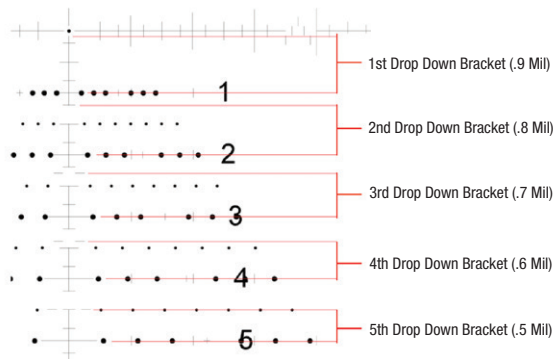 1st Drop Down Bracket (.9 Mil)
1
2nd Drop Down Bracket (.8 Mil)
2
3rd Drop Down Bracket (.7 Mil)
3
4th Drop Down Bracket (.6 Mil)
4
5th Drop Down Bracket (.5 Mil)
5